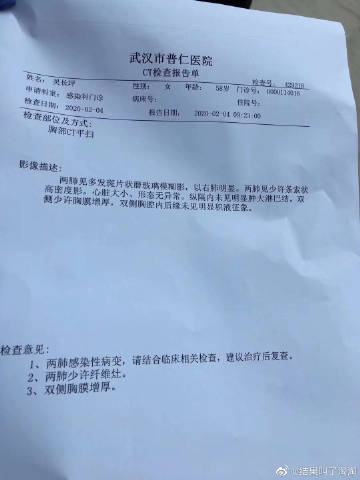 武汉市普仁医院
CT检查报告单
姓名: 吴长坪 性别: 女 年龄: 58岁 检查号:
申请科室: 感染科门诊 病床号: 门诊号: 0000110016
检查日期: 2020-02-04 报告日期: 2020-02-04 09:21:00 住院号:
检查部位及方式:
胸部CT平扫
影像描述:
两肺见多发斑片状磨玻璃模糊影, 以右肺明显。两肺见少许条索状
高密度影。心脏大小、形态无异常。纵隔内未见明显肿大淋巴结。双
侧少许胸膜增厚。双侧胸腔内后缘未见明显积液征象。
检查意见:
1、两肺感染性病变, 请结合临床相关检查, 建议治疗后复查。
2、两肺少许纤维灶。
3、双侧胸膜增厚。